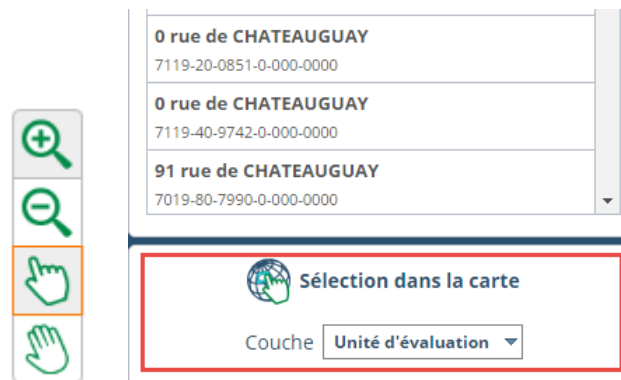 0 rue de CHATEAUGUAY
7119-20-0851-0-000-0000
0 rue de CHATEAUGUAY
7119-40-9742-0-000-0000
91 rue de CHATEAUGUAY
7019-80-7990-0-000-0000
Sélection dans la carte
Couche Unité d'évaluation